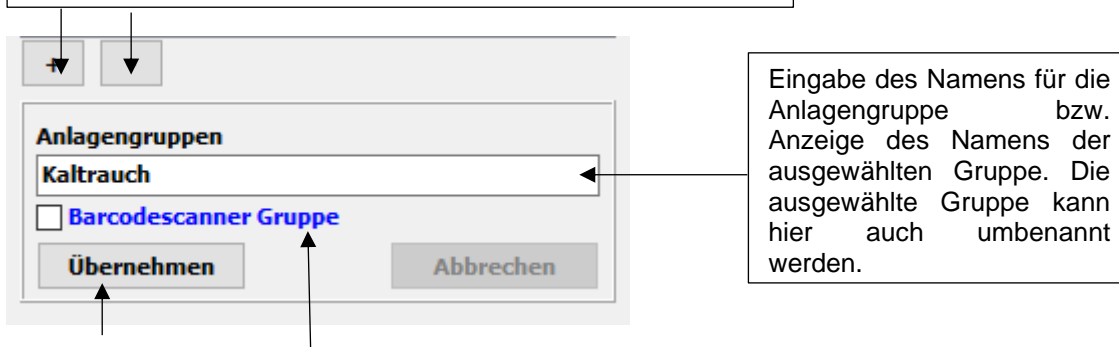 +
Eingabe des Namens für die
Anlagengruppe bzw.
Anzeige des Namens der
ausgewählten Gruppe. Die
ausgewählte Gruppe kann
hier auch umbenannt
werden.
Anlagengruppen
Kaltrauch
Barcodescanner Gruppe
Übernehmen Abbrechen